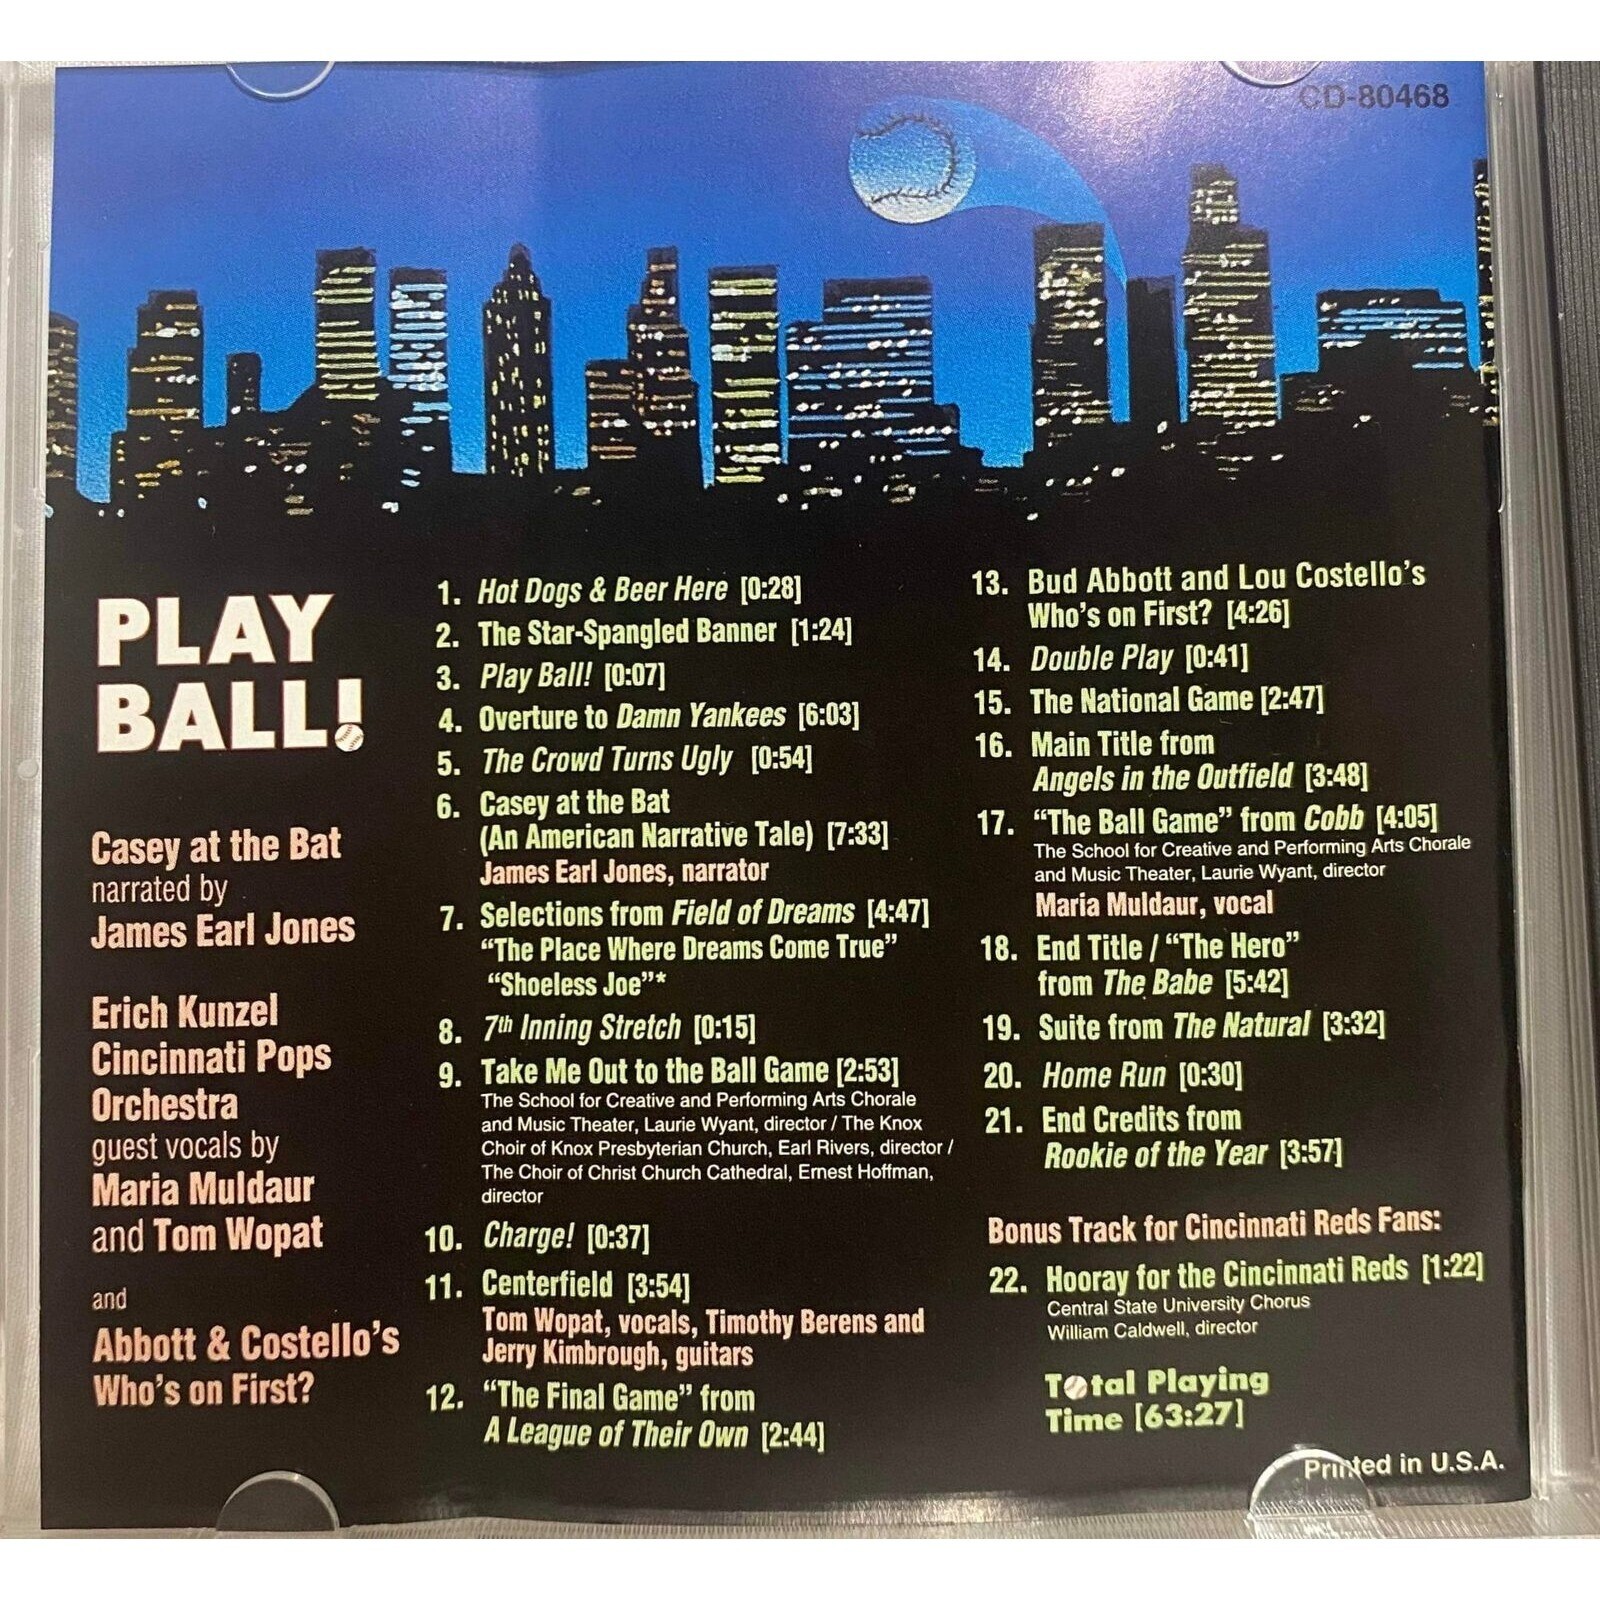 CD-80468
PLAY
BALL!
Casey at the Bat
narrated by
James Earl Jones
Erich Kunzel
Cincinnati Pops
Orchestra
guest vocals by
Maria Muldaur
and Tom Wopat
and
Abbott & Costello's
Who's on First?
1. Hot Dogs & Beer Here [0:28]
2. The Star-Spangled Banner [1:24]
3. Play Ball! [0:07]
4. Overture to Damn Yankees [6:03]
5. The Crowd Turns Ugly [0:54]
6. Casey at the Bat
(An American Narrative Tale) [7:33]
James Earl Jones, narrator
7. Selections from Field of Dreams [4:47]
"The Place Where Dreams Come True"
"Shoeless Joe"*
8. 7th Inning Stretch [0:15]
9. Take Me Out to the Ball Game [2:53]
The School for Creative and Performing Arts Chorale
and Music Theater, Laurie Wyant, director / The Knox
Choir of Knox Presbyterian Church, Earl Rivers, director /
The Choir of Christ Church Cathedral, Ernest Hoffman,
director
10. Charge! [0:37]
11. Centerfield [3:54]
Tom Wopat, vocals, Timothy Berens and
Jerry Kimbrough, guitars
12. "The Final Game" from
A League of Their Own [2:44]
13. Bud Abbott and Lou Costello's
Who's on First? [4:26]
14. Double Play [0:41]
15. The National Game [2:47]
16. Main Title from
Angels in the Outfield [3:48]
17. "The Ball Game" from Cobb [4:05]
The School for Creative and Performing Arts Chorale
and Music Theater, Laurie Wyant, director
Maria Muldaur, vocal
18. End Title / "The Hero"
from The Babe [5:42]
19. Suite from The Natural [3:32]
20. Home Run [0:30]
21. End Credits from
Rookie of the Year [3:57]
Bonus Track for Cincinnati Reds Fans:
22. Hooray for the Cincinnati Reds [1:22]
Central State University Chorus
William Caldwell, director
Total Playing
Time [63:27]
Printed in U.S.A.